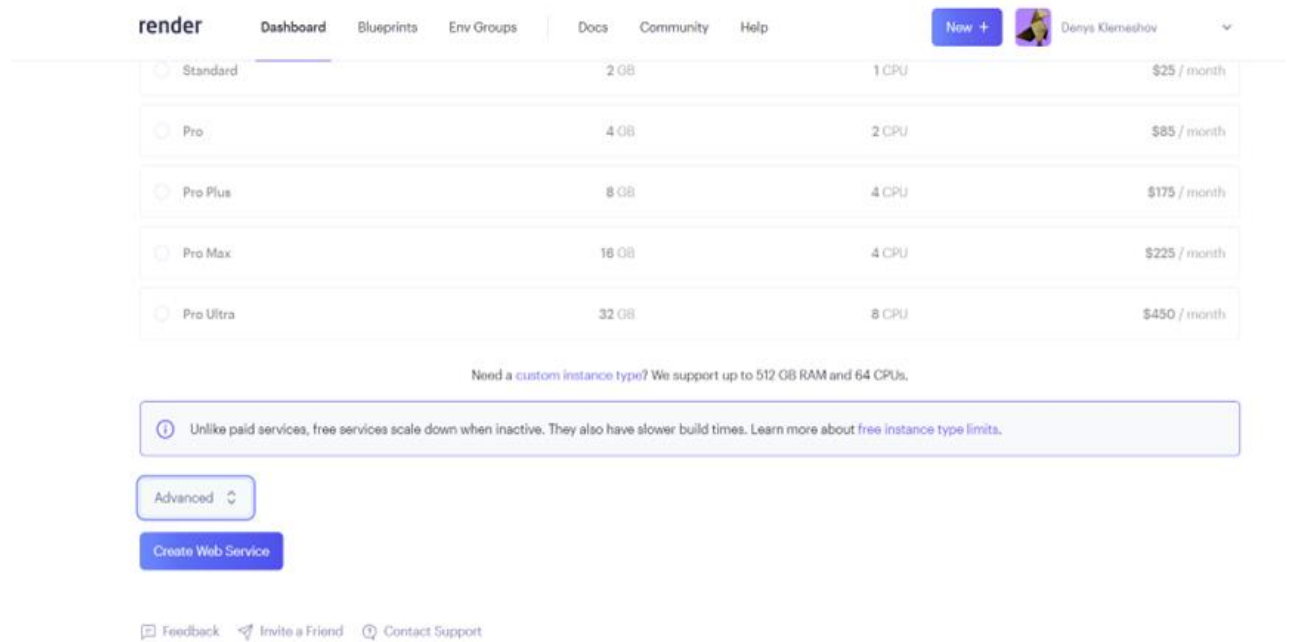 render Dashboard Blueprints Env Groups Docs Community Help New + Denys Klemeshov
Standard 2 GB 1 CPU $25 / month
Pro 4 GB 2 CPU $85 / month
Pro Plus 8 GB 4 CPU $175 / month
Pro Max 16 GB 4 CPU $225 / month
Pro Ultra 32 GB 8 CPU $450 / month
Need a custom instance type? We support up to 512 GB RAM and 64 CPUs.
Unlike paid services, free services scale down when inactive. They also have slower build times. Learn more about free instance type limits.
Advanced
Create Web Service
Feedback Invite a Friend Contact Support